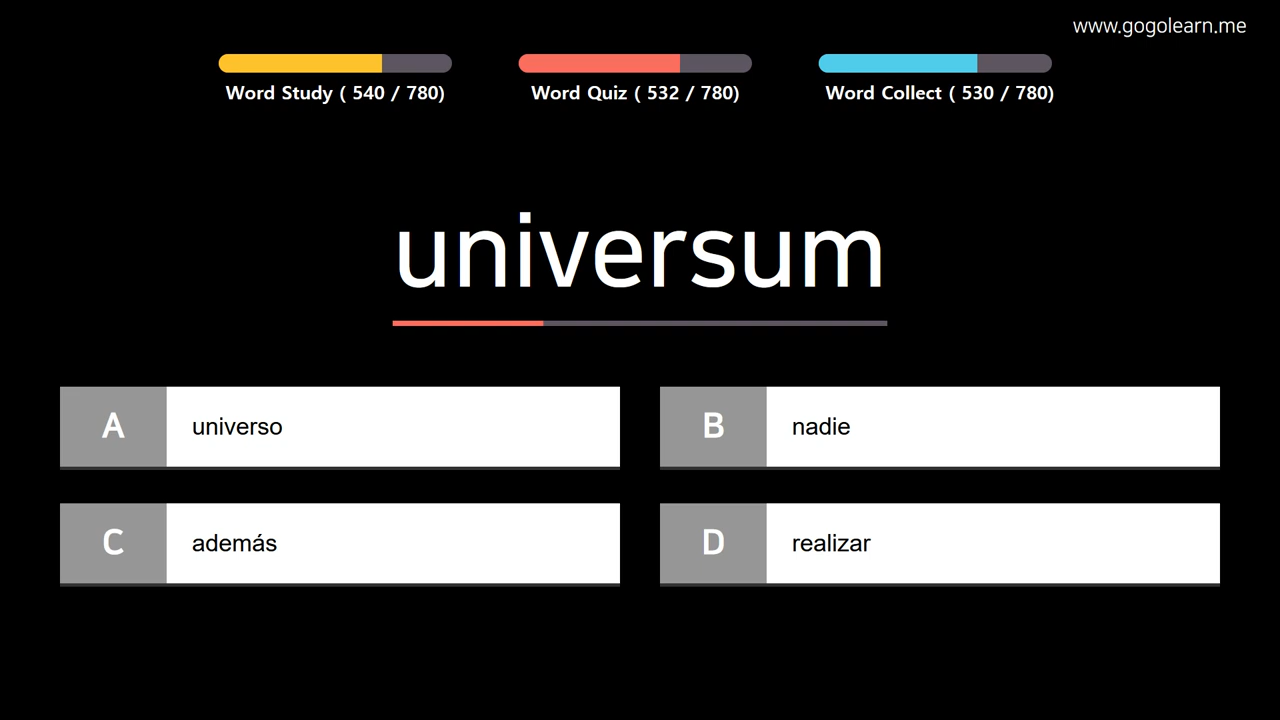 www.gogolearn.me
Word Study ( 540 / 780)
Word Quiz ( 532 / 780)
Word Collect ( 530 / 780)
universum
A universo
B nadie
C además
D realizar